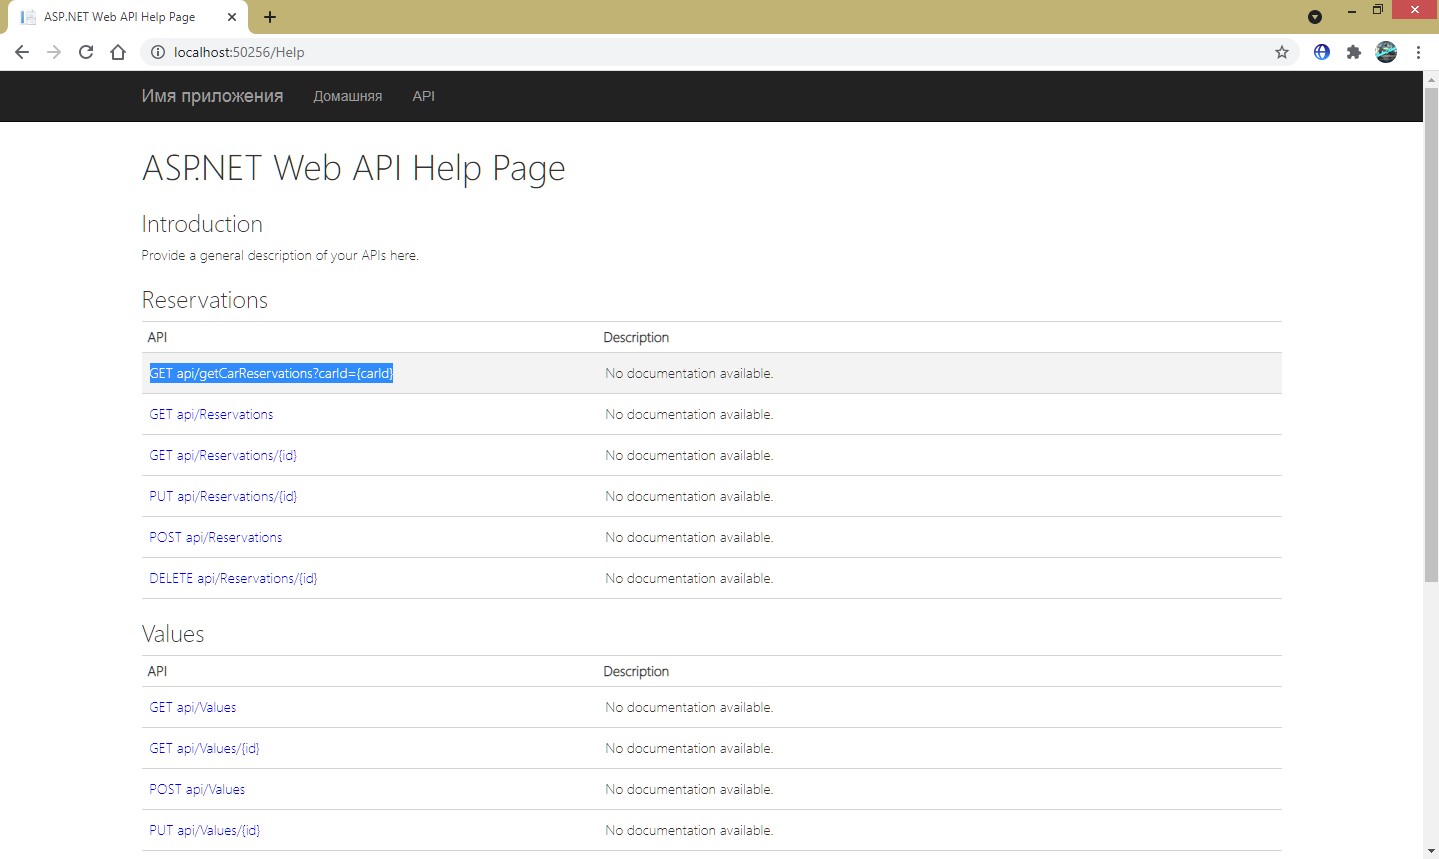 ASP.NET Web API Help Page
localhost:50256/Help
Имя приложения Домашняя API
ASP.NET Web API Help Page
Introduction
Provide a general description of your APIs here.
Reservations
API Description
GET api/getCarReservations?carId={carId} No documentation available.
GET api/Reservations No documentation available.
GET api/Reservations/{id} No documentation available.
PUT api/Reservations/{id} No documentation available.
POST api/Reservations No documentation available.
DELETE api/Reservations/{id} No documentation available.
Values
API Description
GET api/Values No documentation available.
GET api/Values/{id} No documentation available.
POST api/Values No documentation available.
PUT api/Values/{id} No documentation available.